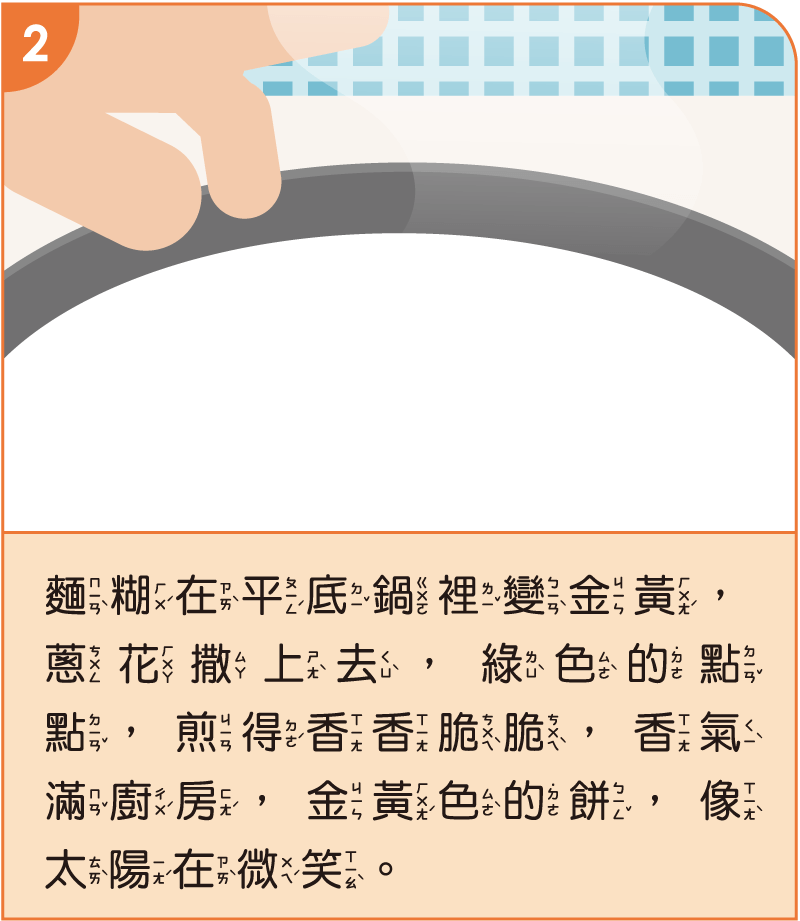 2
麵糊在平底鍋裡變金黃，
蔥花撒上去，綠色的點
點，煎得香香脆脆，香氣
滿廚房，金黃色的餅，像
太陽在微笑。